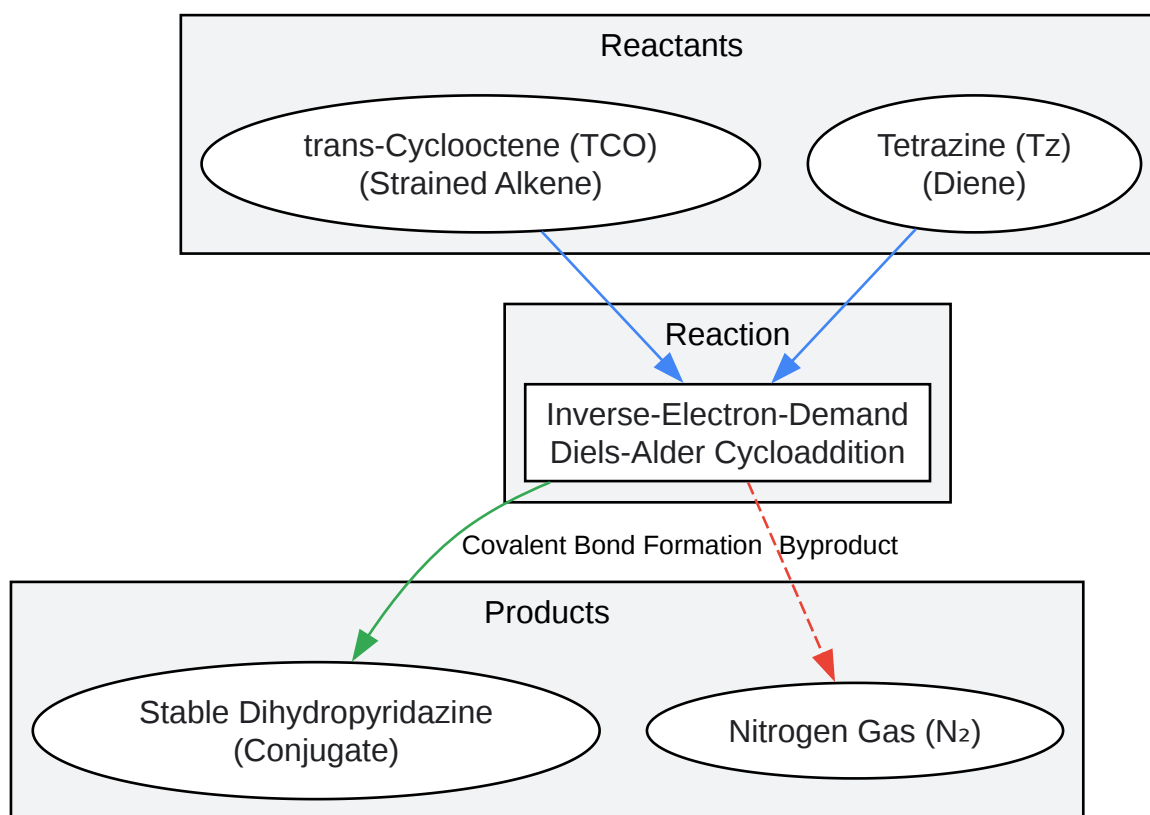 Reactants
trans-Cyclooctene (TCO)
(Strained Alkene)
Tetrazine (Tz)
(Diene)
Reaction
Inverse-Electron-Demand
Diels-Alder Cycloaddition
Covalent Bond Formation
Byproduct
Products
Stable Dihydropyridazine
(Conjugate)
Nitrogen Gas (N₂)